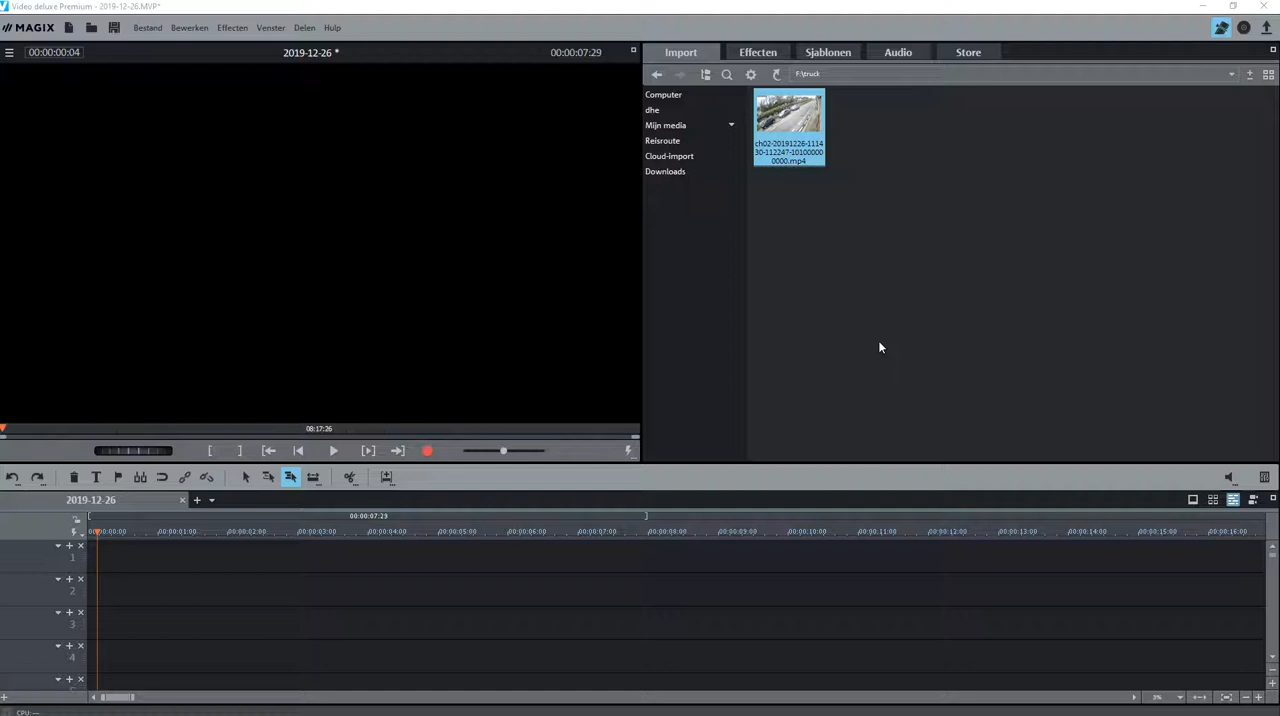 Video deluxe Premium - 2019-12-26.MVP*
MAGIX Bestand Bewerken Effecten Venster Delen Help
00:00:00:04 2019-12-26 * 00:00:07:29
Import Effecten Sjablonen Audio Store
F:\truck
Computer
dhe
Mijn media
Reisroute
Cloud-import
Downloads
ch02-20191226-1114
30-112247-10100000
0000.mp4
08:17:26
2019-12-26
00:00:07:29
00:00:00:00 00:00:01:00 00:00:02:00 00:00:03:00 00:00:04:00 00:00:05:00 00:00:06:00 00:00:07:00 00:00:08:00 00:00:09:00 00:00:10:00 00:00:11:00 00:00:12:00 00:00:13:00 00:00:14:00 00:00:15:00 00:00:16:00
1
2
3
4
CPU: —